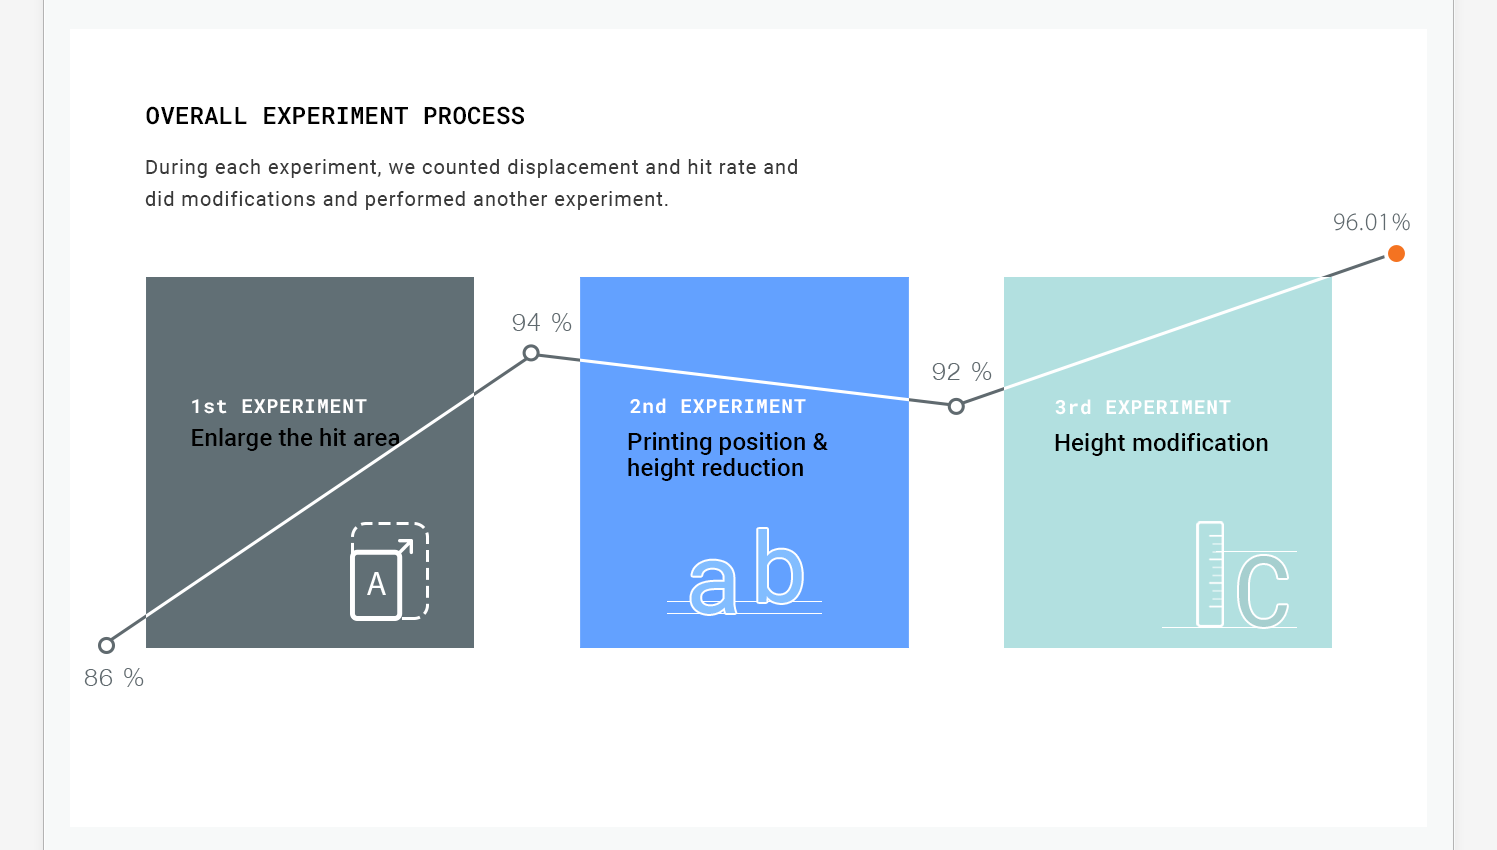 OVERALL EXPERIMENT PROCESS
During each experiment, we counted displacement and hit rate and
did modifications and performed another experiment.
96.01%
94 %
92 %
1st EXPERIMENT
Enlarge the hit area
A
2nd EXPERIMENT
Printing position &
height reduction
ab
3rd EXPERIMENT
Height modification
c
86 %